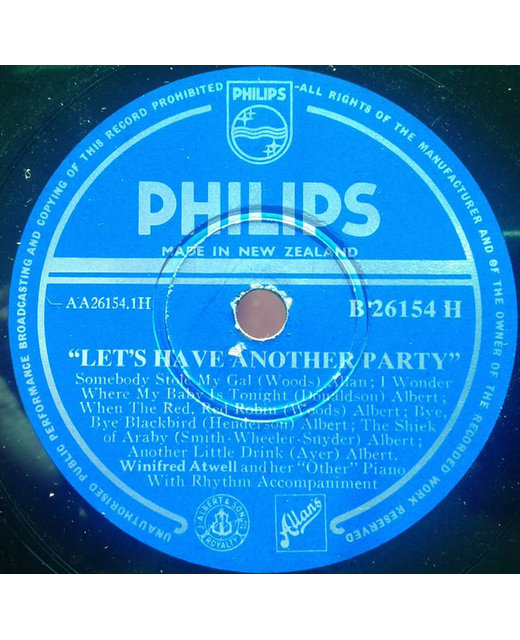 UNAUTHORISED PUBLIC PERFORMANCE BROADCASTING AND COPYING OF THIS RECORD PROHIBITED—ALL RIGHTS OF THE MANUFACTURER AND OF THE OWNER OF THE RECORDED WORK RESERVED
PHILIPS
PHILIPS
MADE IN NEW ZEALAND
AA26154.1H
B 26154 H
"LET'S HAVE ANOTHER PARTY"
Somebody Stole My Gal (Woods) Allan; I Wonder
Where My Baby Is Tonight (Donaldson) Albert;
When The Red, Red Robin (Woods) Albert; Bye,
Bye Blackbird (Henderson) Albert; The Shiek
of Araby (Smith-Wheeler-Snyder) Albert;
Another Little Drink (Ayer) Albert.
Winifred Atwell and her "Other" Piano
With Rhythm Accompaniment
J. ALBERT & SON
ROYALTY
Allan's